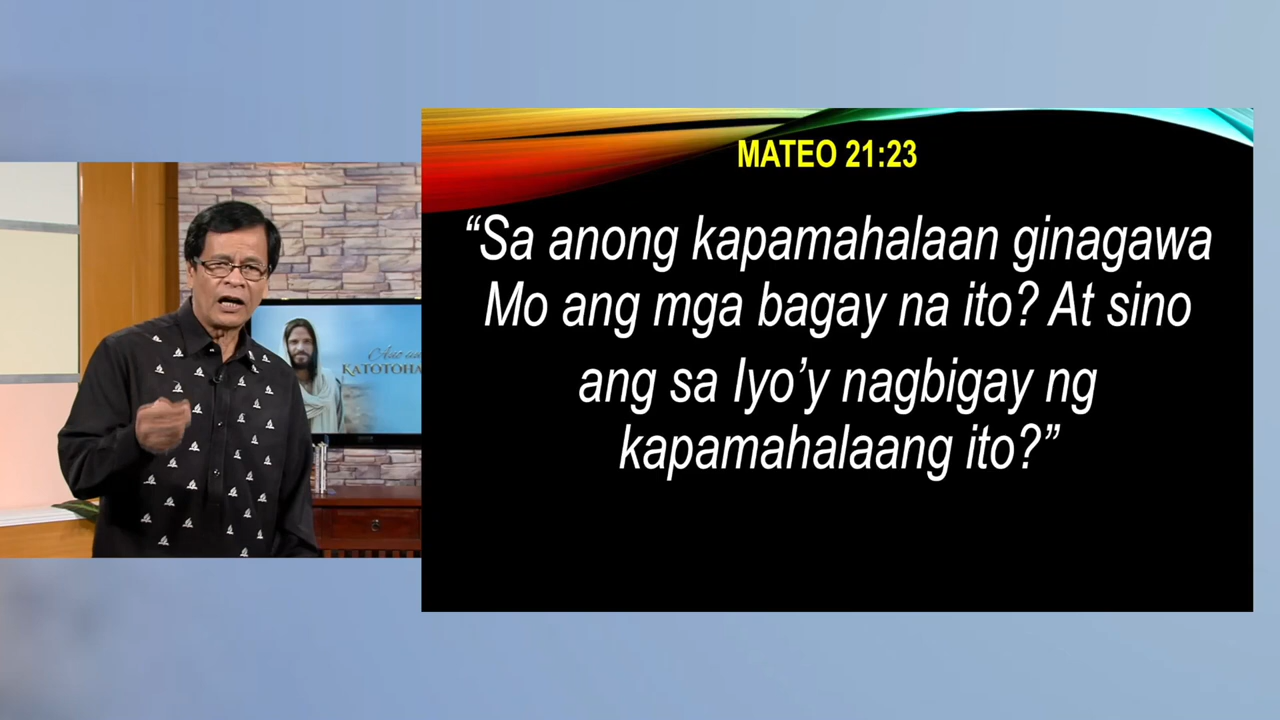 MATEO 21:23
“Sa anong kapamahalaan ginagawa
Mo ang mga bagay na ito? At sino
ang sa Iyo’y nagbigay ng
kapamahalaang ito?”